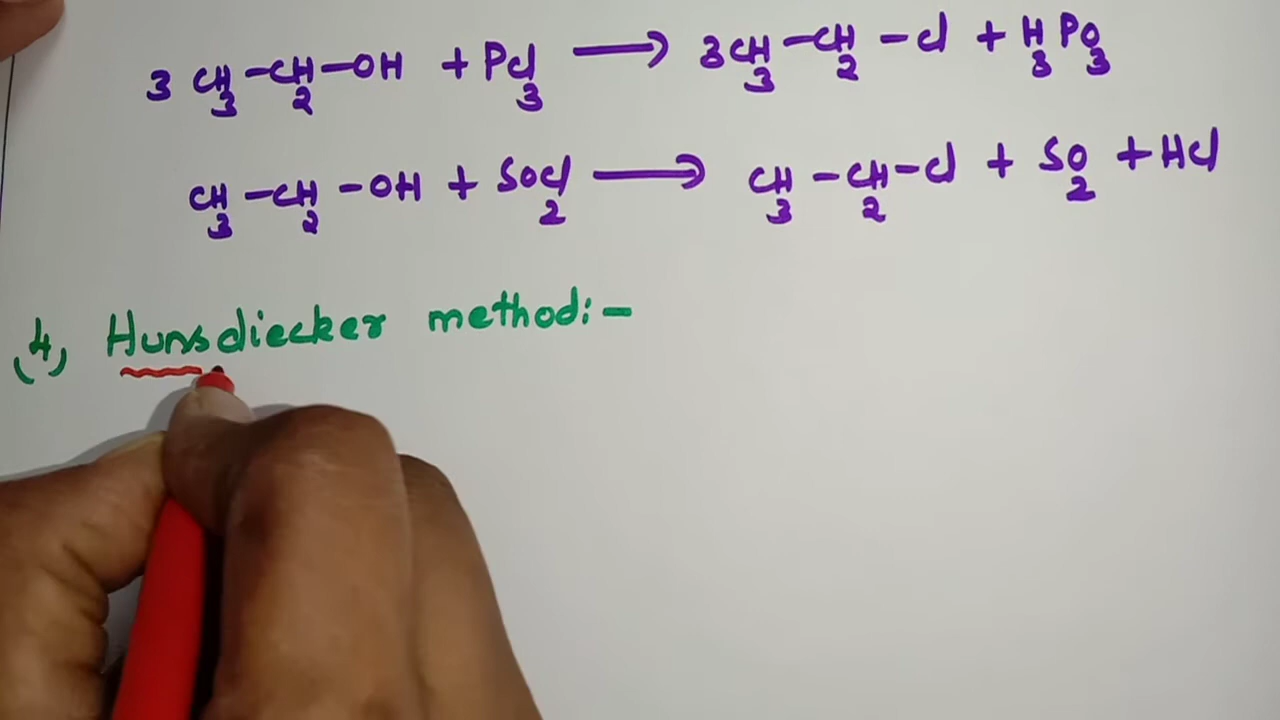 3 CH3-CH2-OH + PCl3 → 3CH3-CH2-Cl + H3PO3
CH3-CH2-OH + SOCl2 → CH3-CH2-Cl + SO2 + HCl
(4) Hunsdiecker method:-